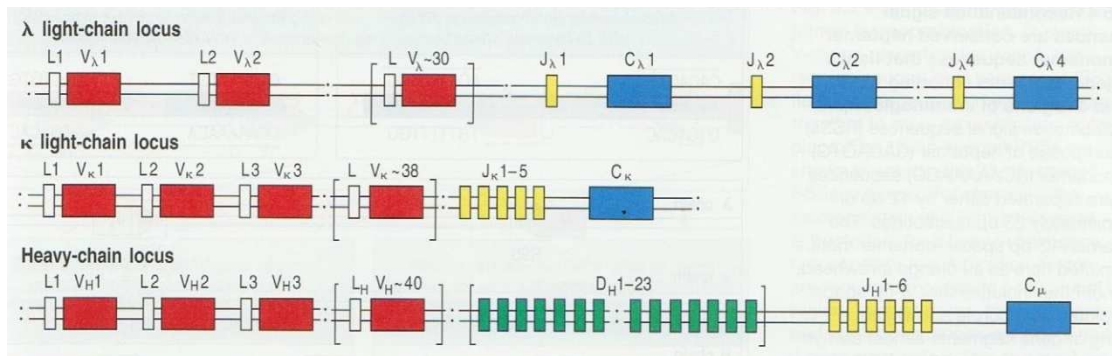 λ light-chain locus
L1 Vλ1 L2 Vλ2 L Vλ~30 Jλ1 Cλ1 Jλ2 Cλ2 Jλ4 Cλ4
κ light-chain locus
L1 Vκ1 L2 Vκ2 L3 Vκ3 L Vκ~38 Jκ1-5 Cκ
Heavy-chain locus
L1 VH1 L2 VH2 L3 VH3 LH VH~40 DH1-23 JH1-6 Cμ